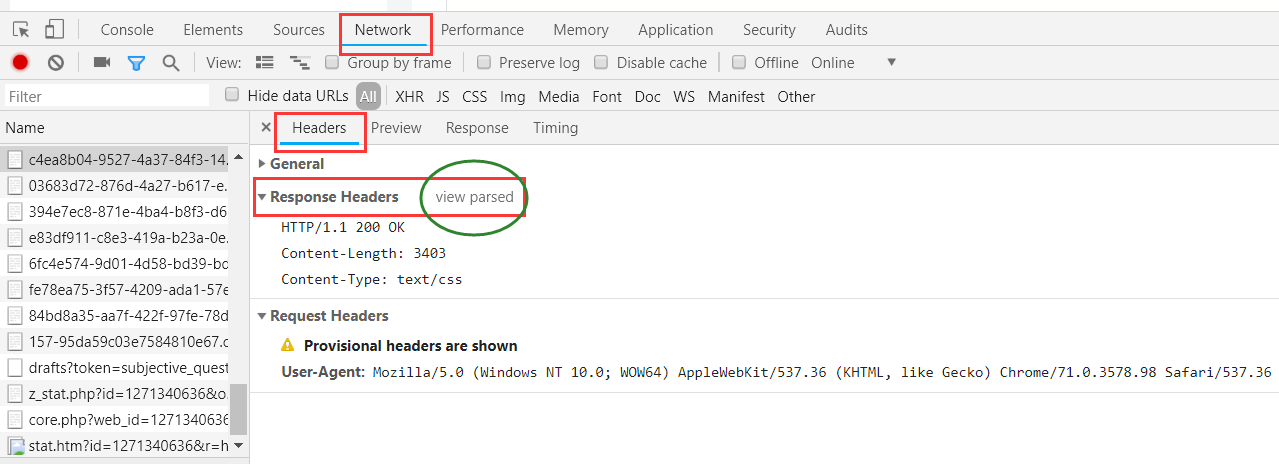 Console Elements Sources Network Performance Memory Application Security Audits
View: Group by frame Preserve log Disable cache Offline Online
Filter Hide data URLs All XHR JS CSS Img Media Font Doc WS Manifest Other
Name
Headers Preview Response Timing
c4ea8b04-9527-4a37-84f3-14.
03683d72-876d-4a27-b617-e.
394e7ec8-871e-4ba4-b8f3-d6
e83df911-c8e3-419a-b23a-0e.
6fc4e574-9d01-4d58-bd39-bc
fe78ea75-3f57-4209-ada1-57e
84bd8a35-aa7f-422f-97fe-78d
157-95da59c03e7584810e67.c
drafts?token=subjective_quest
z_stat.php?id=1271340636&o.
core.php?web_id=1271340636
stat.htm?id=1271340636&r=h
General
Response Headers view parsed
HTTP/1.1 200 OK
Content-Length: 3403
Content-Type: text/css
Request Headers
Provisional headers are shown
User-Agent: Mozilla/5.0 (Windows NT 10.0; WOW64) AppleWebKit/537.36 (KHTML, like Gecko) Chrome/71.0.3578.98 Safari/537.36